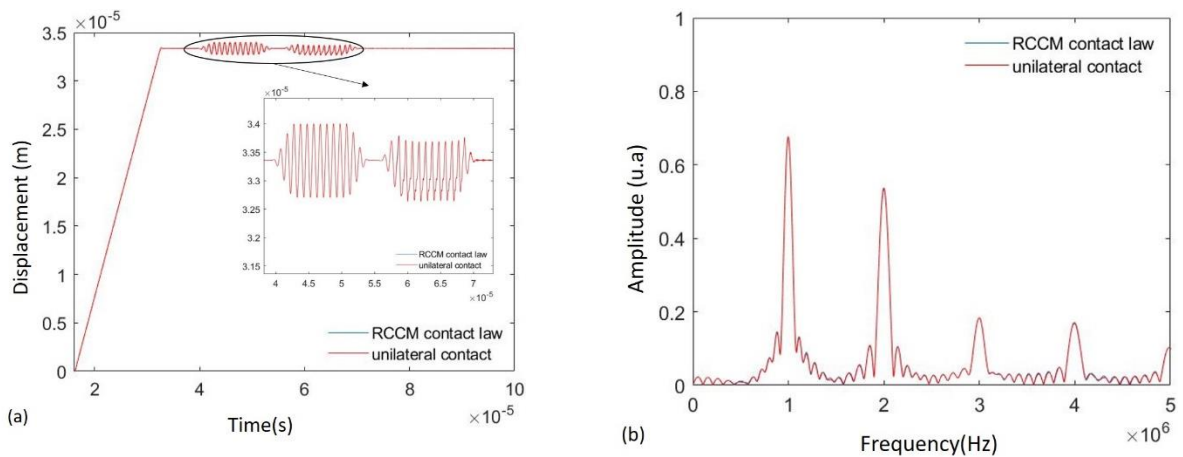 ×10⁻⁵
3.5
3
2.5
2
1.5
1
0.5
0
Displacement (m)
×10⁻⁵
3.4
3.35
3.3
3.25
3.2
3.15
RCCM contact law
unilateral contact
4 4.5 5 5.5 6 6.5 7
×10⁻⁵
RCCM contact law
unilateral contact
2 4 6 8 10
×10⁻⁵
Time(s)
(a)
1
0.8
0.6
0.4
0.2
0
Amplitude (u.a)
RCCM contact law
unilateral contact
0 1 2 3 4 5
×10⁶
Frequency(Hz)
(b)